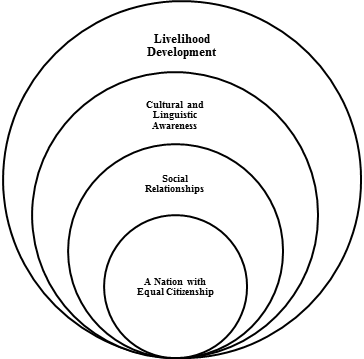 Livelihood
Development
Cultural and
Linguistic
Awareness
Social
Relationships
A Nation with
Equal Citizenship